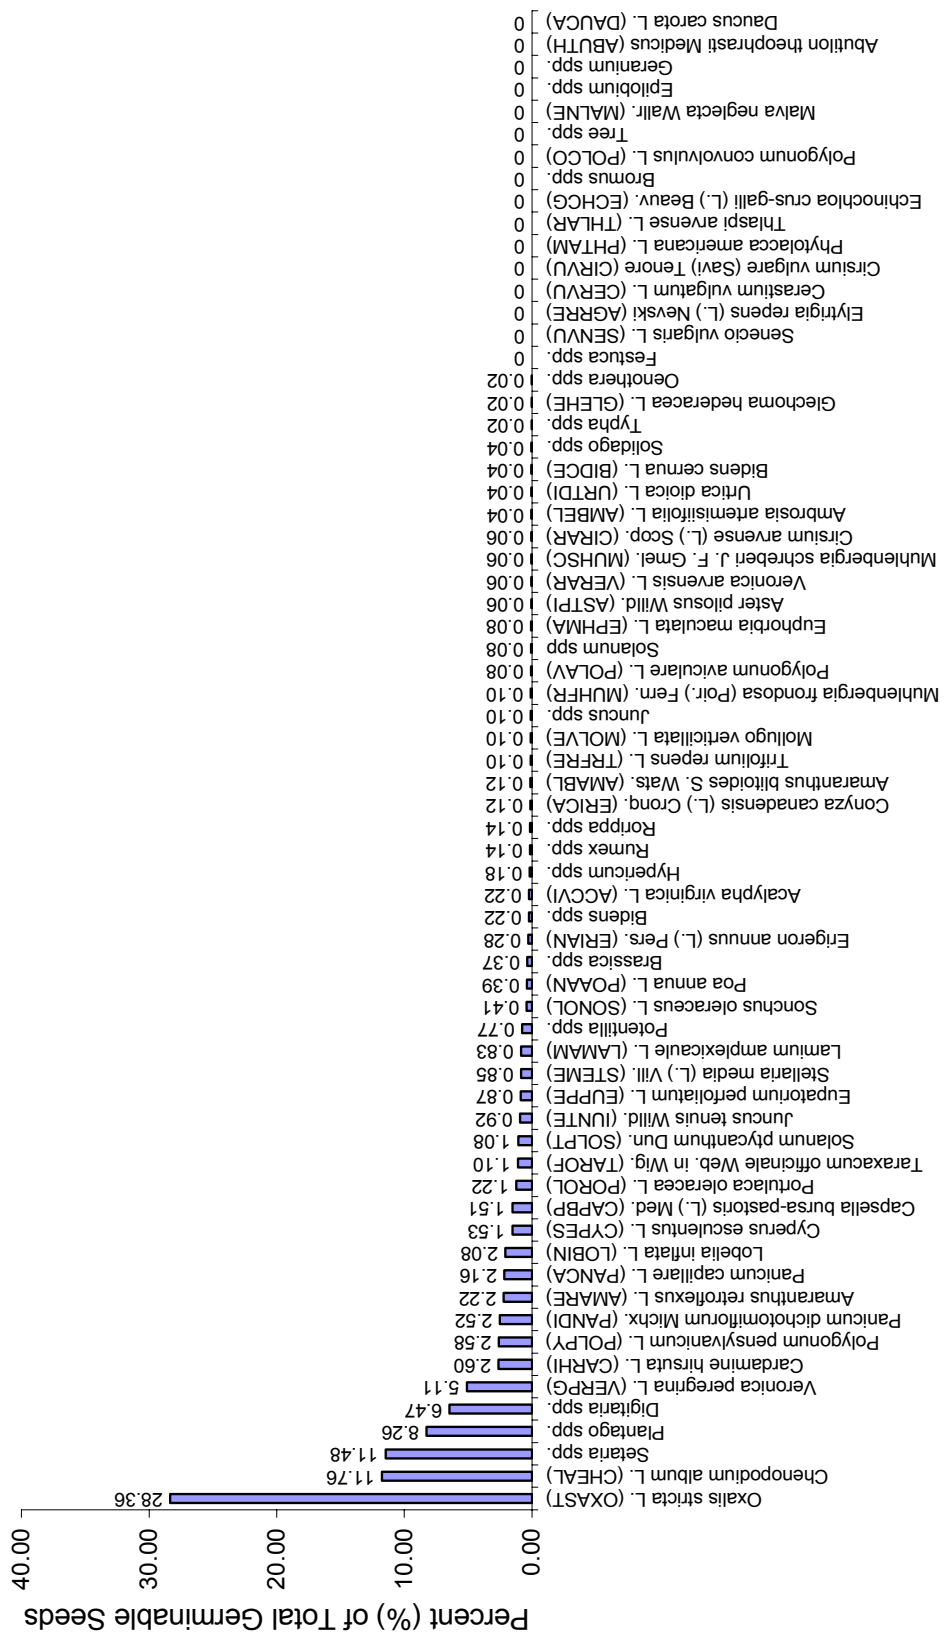 Percent (%) of Total Germinable Seeds
40.00
30.00
20.00
10.00
0.00
28.36 Oxalis stricta L. (OXAST)
11.76 Chenopodium album L. (CHEAL)
11.48 Setaria spp.
8.26 Plantago spp.
6.47 Digitaria spp.
5.11 Veronica peregrina L. (VERPG)
2.60 Cardamine hirsuta L. (CARHI)
2.58 Polygonum pensylvanicum L. (POLPY)
2.52 Panicum dichotomiflorum Michx. (PANDI)
2.22 Amaranthus retroflexus L. (AMARE)
2.16 Panicum capillare L. (PANCA)
2.08 Lobelia inflata L. (LOBIN)
1.53 Cyperus esculentus L. (CYPES)
1.51 Capsella bursa-pastoris (L.) Med. (CAPBP)
1.22 Portulaca oleracea L. (POROL)
1.10 Taraxacum officinale Web. in Wig. (TAROF)
1.08 Solanum ptycanthum Dun. (SOLPT)
0.92 Juncus tenuis Willd. (IUNTE)
0.87 Eupatorium perfoliatum L. (EUPPE)
0.85 Stellaria media (L.) Vill. (STEME)
0.83 Lamium amplexicaule L. (LAMAM)
0.77 Potentilla spp.
0.41 Sonchus oleraceus L. (SONOL)
0.39 Poa annua L. (POAAN)
0.37 Brassica spp.
0.28 Erigeron annuus (L.) Pers. (ERIAN)
0.22 Bidens spp.
0.22 Acalypha virginica L. (ACCVI)
0.18 Hypericum spp.
0.14 Rumex spp.
0.14 Rorippa spp.
0.12 Conyza canadensis (L.) Cronq. (ERICA)
0.12 Amaranthus blitoides S. Wats. (AMABL)
0.10 Trifolium repens L. (TRFRE)
0.10 Mollugo verticillata L. (MOLVE)
0.10 Juncus spp.
0.10 Muhlenbergia frondosa (Poir.) Fern. (MUHFR)
0.08 Polygonum aviculare L. (POLAV)
0.08 Solanum spp
0.08 Euphorbia maculata L. (EPHMA)
0.06 Aster pilosus Willd. (ASTPI)
0.06 Veronica arvensis L. (VERAR)
0.06 Muhlenbergia schreberi J. F. Gmel. (MUHSC)
0.06 Cirsium arvense (L.) Scop. (CIRAR)
0.04 Ambrosia artemisiifolia L. (AMBEL)
0.04 Urtica dioica L. (URTDI)
0.04 Bidens cernua L. (BIDCE)
0.04 Solidago spp.
0.02 Typha spp.
0.02 Glechoma hederacea L. (GLEHE)
0.02 Oenothera spp.
0 Festuca spp.
0 Senecio vulgaris L. (SENVU)
0 Elytrigia repens (L.) Nevski (AGRRE)
0 Cerastium vulgatum L. (CERVU)
0 Cirsium vulgare (Savi) Tenore (CIRVU)
0 Phytolacca americana L. (PHTAM)
0 Thlaspi arvense L. (THLAR)
0 Echinochloa crus-galli (L.) Beauv. (ECHCG)
0 Bromus spp.
0 Polygonum convolvulus L. (POLCO)
0 Tree spp.
0 Malva neglecta Wallr. (MALNE)
0 Epilobium spp.
0 Geranium spp.
0 Abutilon theophrasti Medicus (ABUTH)
0 Daucus carota L. (DAUCA)